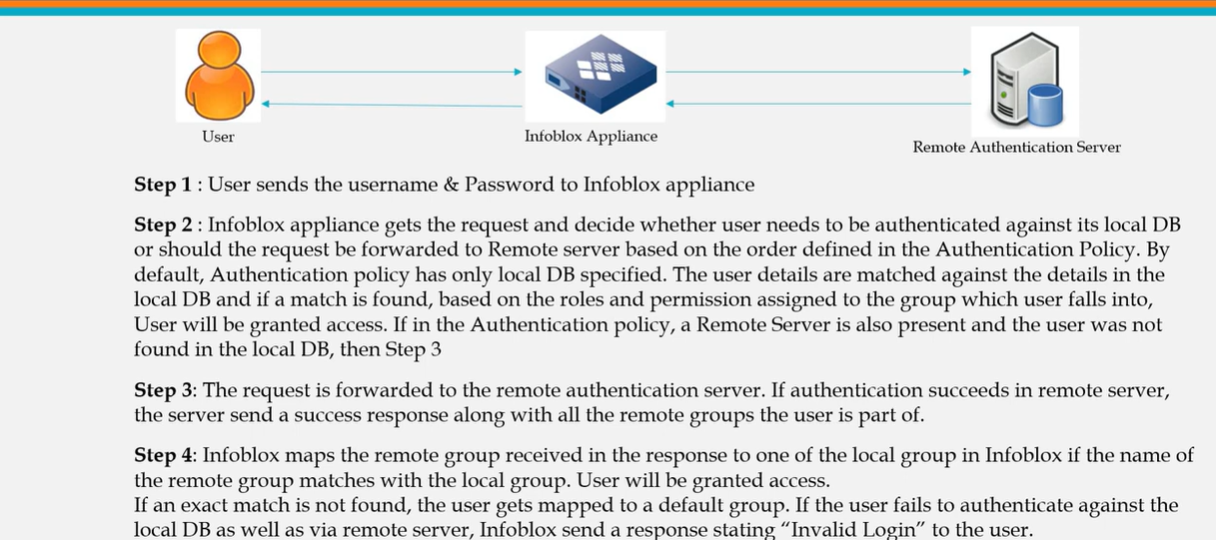 User
Infoblox Appliance
Remote Authentication Server
Step 1 : User sends the username & Password to Infoblox appliance
Step 2 : Infoblox appliance gets the request and decide whether user needs to be authenticated against its local DB
or should the request be forwarded to Remote server based on the order defined in the Authentication Policy. By
default, Authentication policy has only local DB specified. The user details are matched against the details in the
local DB and if a match is found, based on the roles and permission assigned to the group which user falls into,
User will be granted access. If in the Authentication policy, a Remote Server is also present and the user was not
found in the local DB, then Step 3
Step 3: The request is forwarded to the remote authentication server. If authentication succeeds in remote server,
the server send a success response along with all the remote groups the user is part of.
Step 4: Infoblox maps the remote group received in the response to one of the local group in Infoblox if the name of
the remote group matches with the local group. User will be granted access.
If an exact match is not found, the user gets mapped to a default group. If the user fails to authenticate against the
local DB as well as via remote server, Infoblox send a response stating “Invalid Login” to the user.